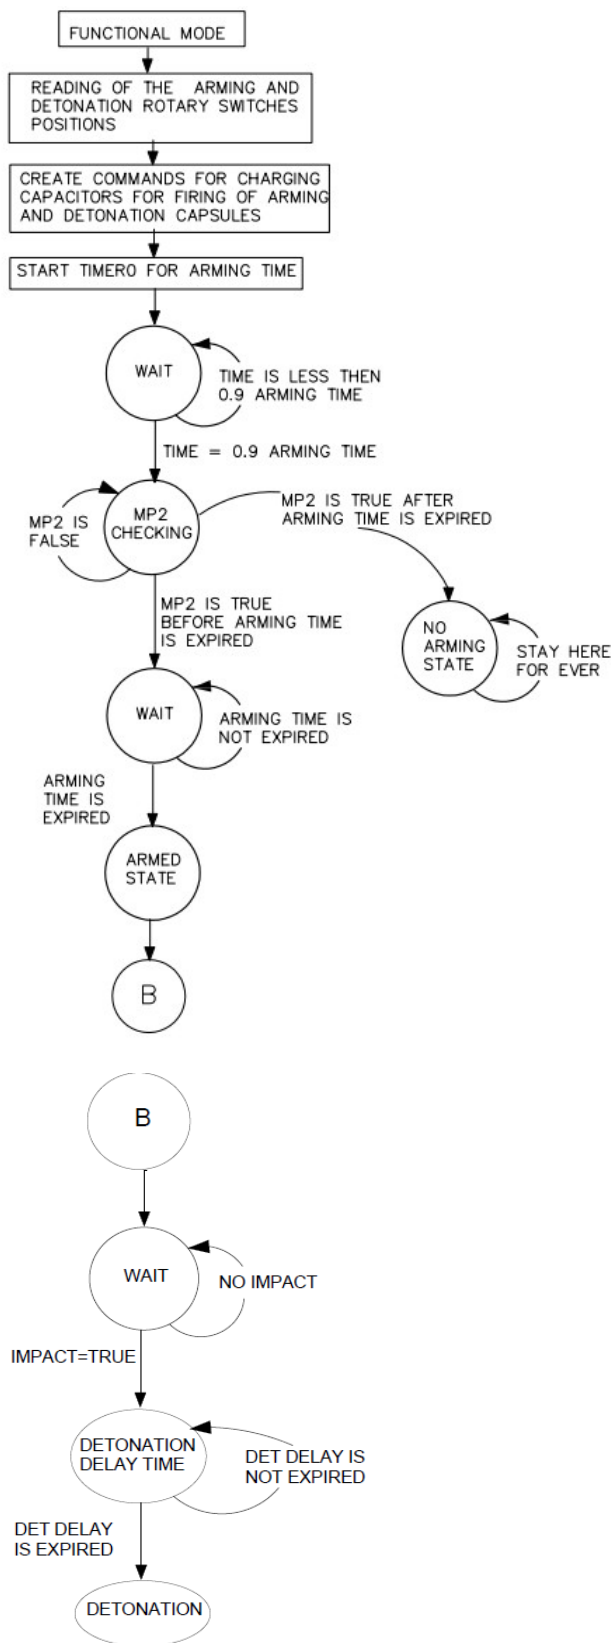 FUNCTIONAL MODE
READING OF THE ARMING AND
DETONATION ROTARY SWITCHES
POSITIONS
CREATE COMMANDS FOR CHARGING
CAPACITORS FOR FIRING OF ARMING
AND DETONATION CAPSULES
START TIMER0 FOR ARMING TIME
WAIT
TIME IS LESS THEN
0.9 ARMING TIME
TIME = 0.9 ARMING TIME
MP2 IS
FALSE
MP2
CHECKING
MP2 IS TRUE AFTER
ARMING TIME IS EXPIRED
MP2 IS TRUE
BEFORE ARMING TIME
IS EXPIRED
NO
ARMING
STATE
STAY HERE
FOR EVER
WAIT
ARMING TIME IS
NOT EXPIRED
ARMING
TIME IS
EXPIRED
ARMED
STATE
B
B
WAIT
NO IMPACT
IMPACT=TRUE
DETONATION
DELAY TIME
DET DELAY IS
NOT EXPIRED
DET DELAY
IS EXPIRED
DETONATION